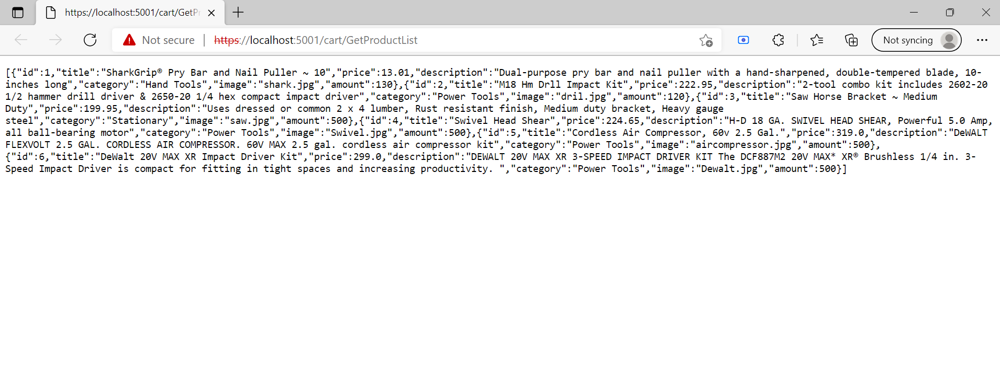 https://localhost:5001/cart/GetPr
Not secure | https://localhost:5001/cart/GetProductList
Not syncing
[{"id":1,"title":"SharkGrip® Pry Bar and Nail Puller ~ 10","price":13.01,"description":"Dual-purpose pry bar and nail puller with a hand-sharpened, double-tempered blade, 10-
inches long","category":"Hand Tools","image":"shark.jpg","amount":130},{"id":2,"title":"M18 Hm Drll Impact Kit","price":222.95,"description":"2-tool combo kit includes 2602-20
1/2 hammer drill driver & 2650-20 1/4 hex compact impact driver","category":"Power Tools","image":"dril.jpg","amount":120},{"id":3,"title":"Saw Horse Bracket ~ Medium
Duty","price":199.95,"description":"Uses dressed or common 2 x 4 lumber, Rust resistant finish, Medium duty bracket, Heavy gauge
steel","category":"Stationary","image":"saw.jpg","amount":500},{"id":4,"title":"Swivel Head Shear","price":224.65,"description":"H-D 18 GA. SWIVEL HEAD SHEAR, Powerful 5.0 Amp,
all ball-bearing motor","category":"Power Tools","image":"Swivel.jpg","amount":500},{"id":5,"title":"Cordless Air Compressor, 60v 2.5 Gal.","price":319.0,"description":"DeWALT
FLEXVOLT 2.5 GAL. CORDLESS AIR COMPRESSOR. 60V MAX 2.5 gal. cordless air compressor kit","category":"Power Tools","image":"aircompressor.jpg","amount":500},
{"id":6,"title":"DeWalt 20V MAX XR Impact Driver Kit","price":299.0,"description":"DEWALT 20V MAX XR 3-SPEED IMPACT DRIVER KIT The DCF887M2 20V MAX* XR® Brushless 1/4 in. 3-
Speed Impact Driver is compact for fitting in tight spaces and increasing productivity. ","category":"Power Tools","image":"Dewalt.jpg","amount":500}]